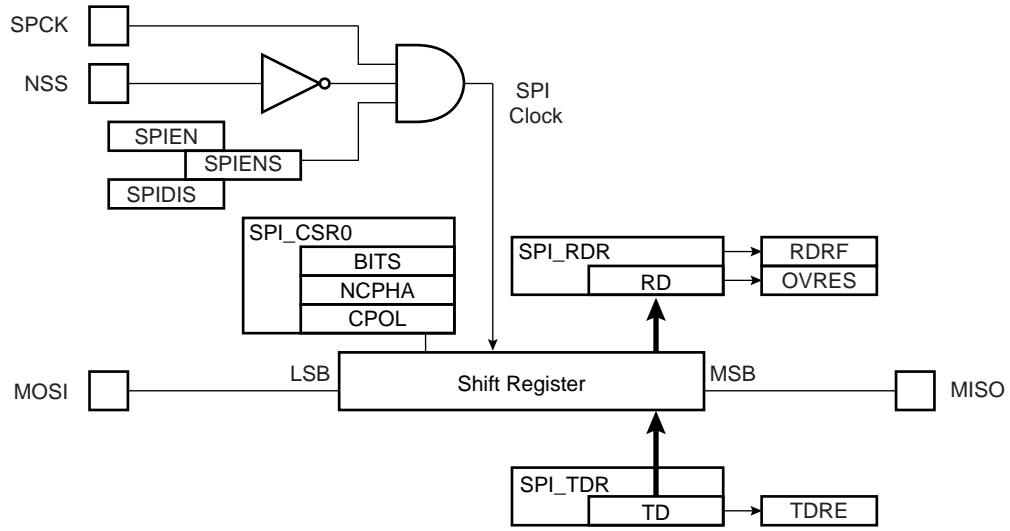 SPCK
NSS
SPI
Clock
SPIEN
SPIENS
SPIDIS
SPI_CSR0
BITS
NCPHA
CPOL
SPI_RDR
RD
RDRF
OVRES
MOSI
LSB
Shift Register
MSB
MISO
SPI_TDR
TD
TDRE